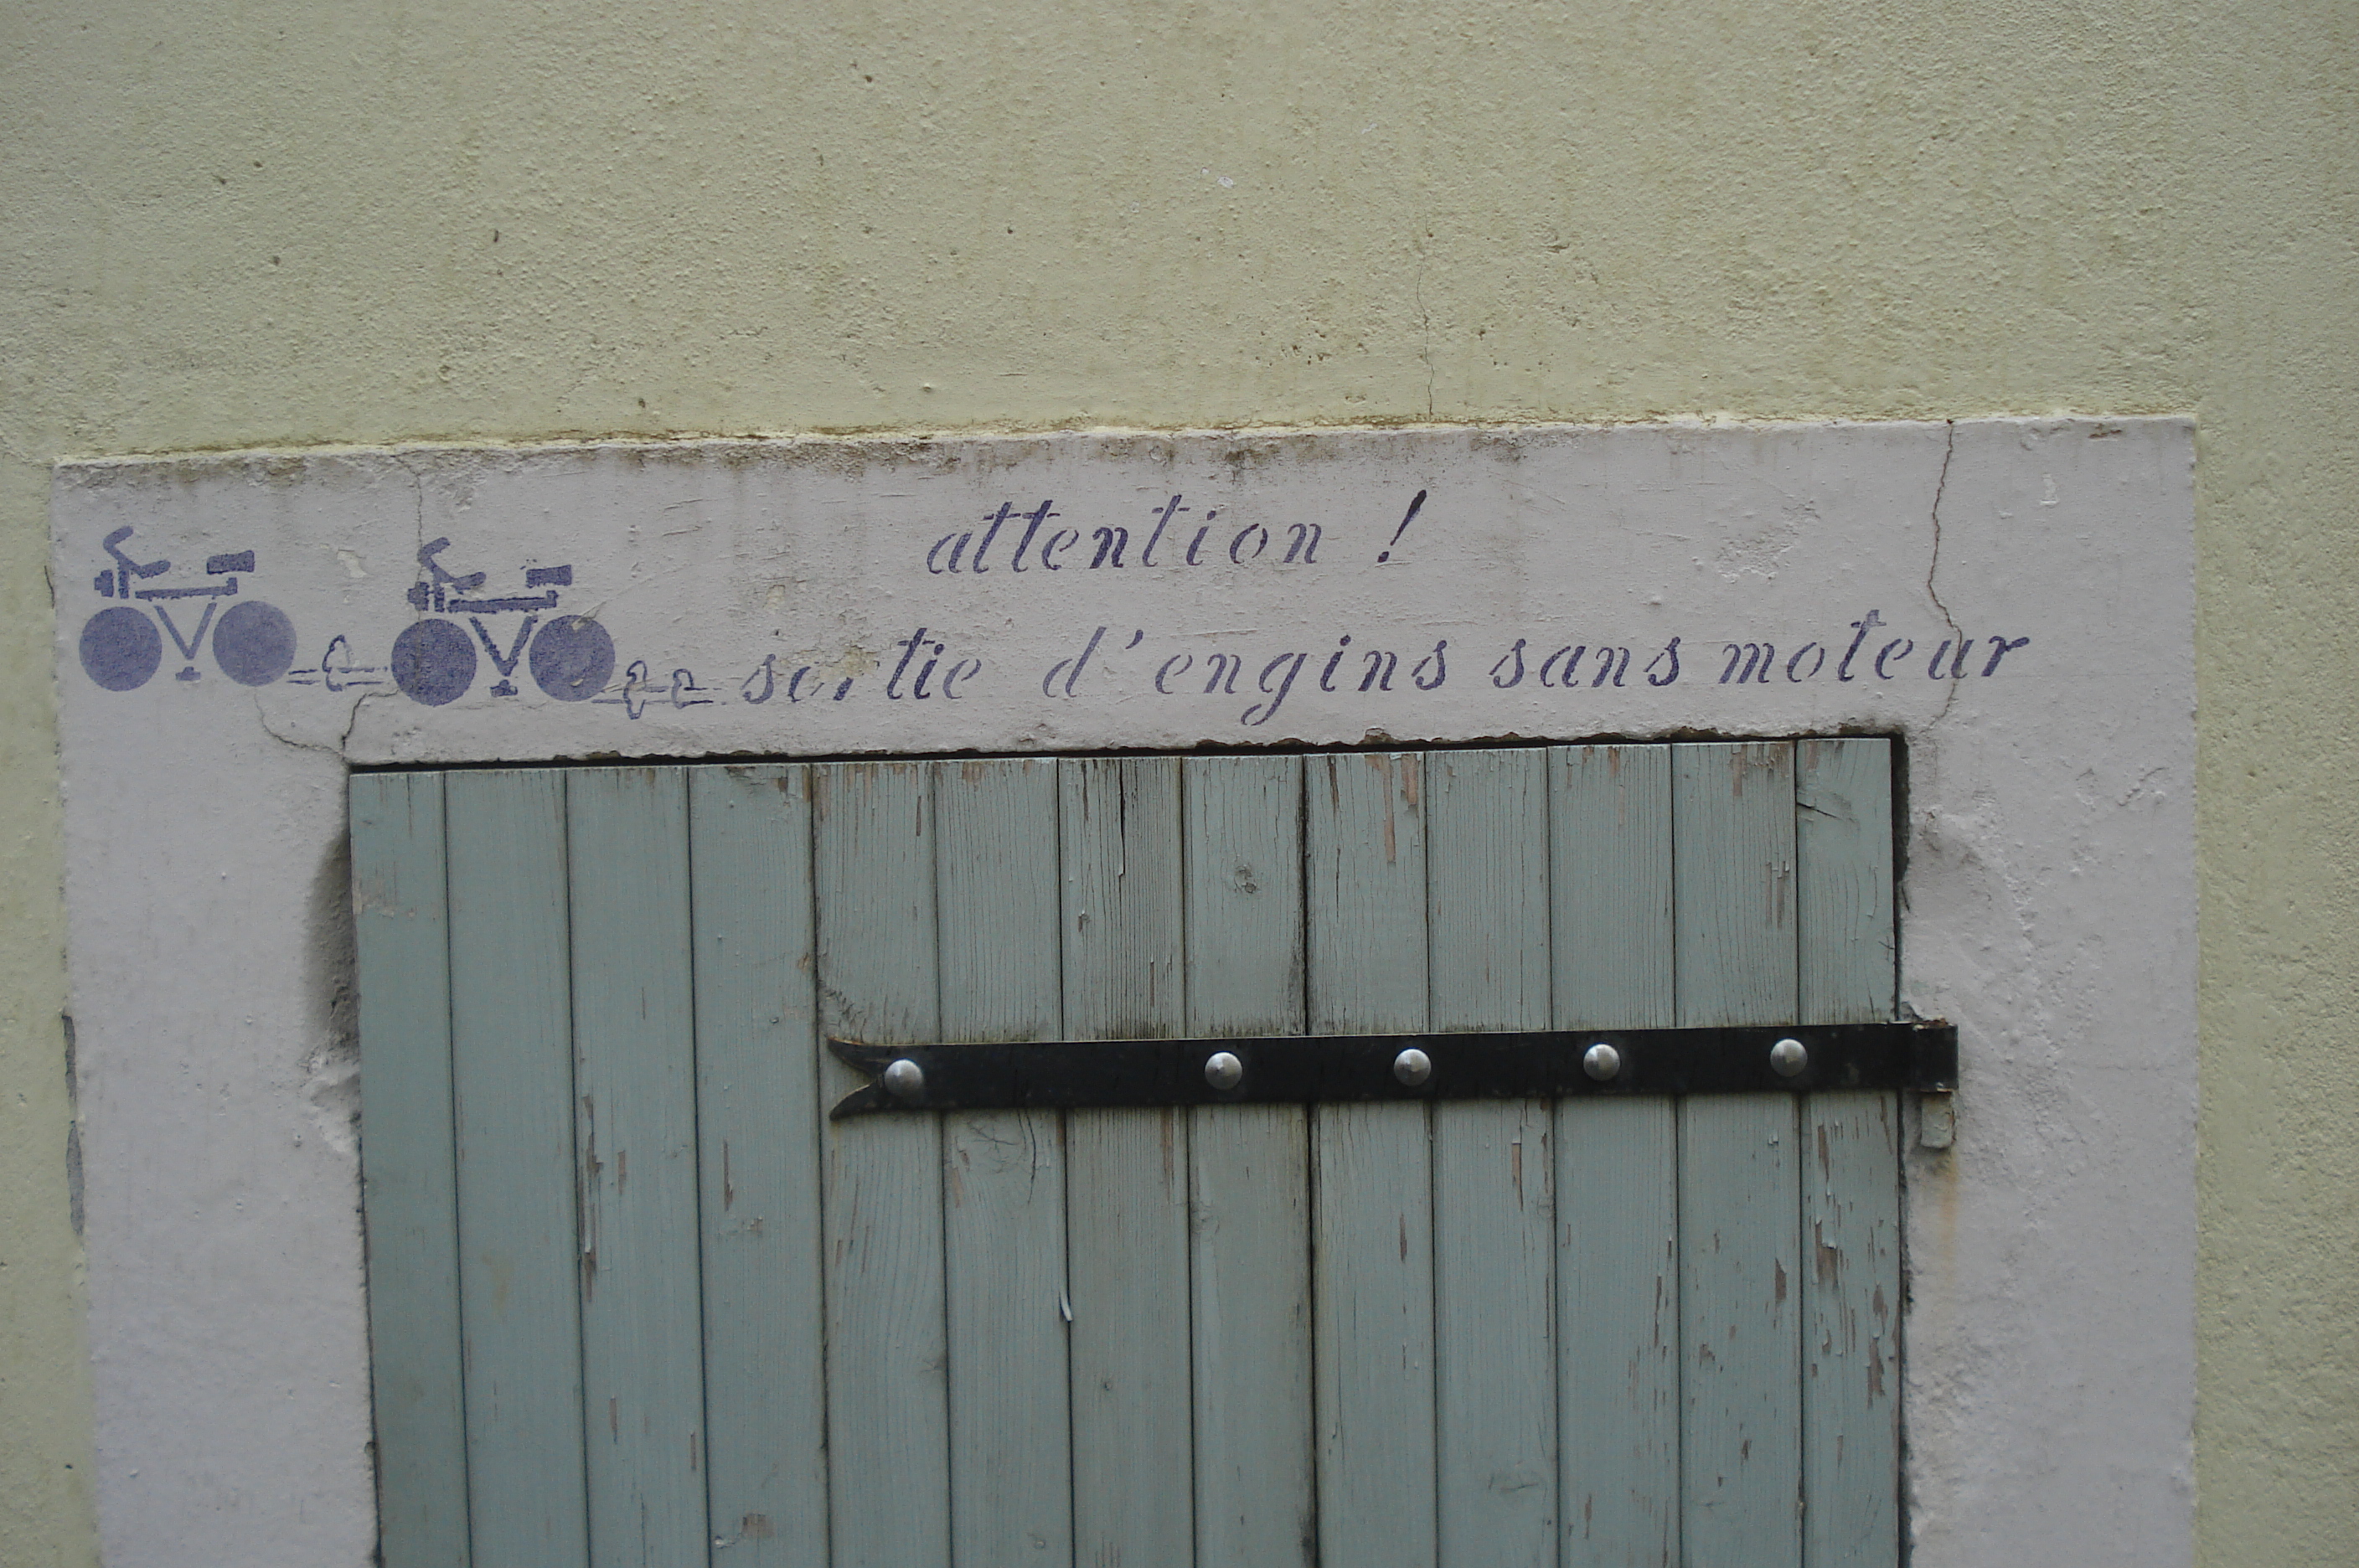 attention !
sortie d'engins sans moteur